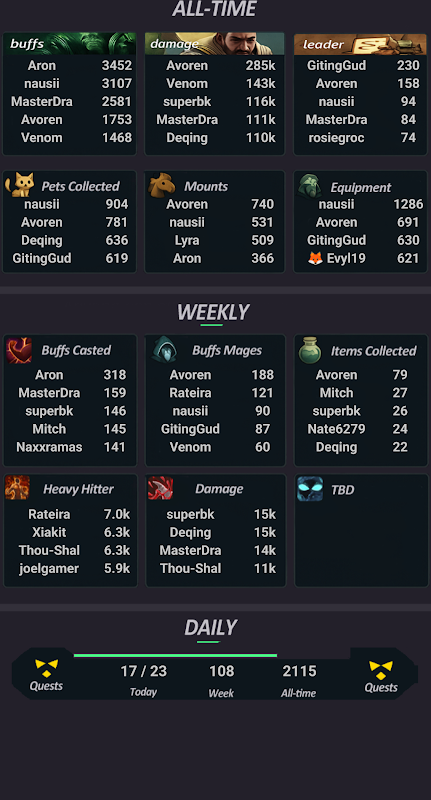 ALL-TIME
buffs damage leader
Aron 3452 Avoren 285k GitingGud 230
nausii 3107 Venom 143k Avoren 158
MasterDra 2581 superbk 116k nausii 94
Avoren 1753 MasterDra 111k MasterDra 84
Venom 1468 Deqing 110k rosiegroc 74
Pets Collected Mounts Equipment
nausii 904 Avoren 740 nausii 1286
Avoren 781 nausii 531 Avoren 691
Deqing 636 Lyra 509 GitingGud 630
GitingGud 619 Aron 366 🦊 Evyl19 621
WEEKLY
Buffs Casted Buffs Mages Items Collected
Aron 318 Avoren 188 Avoren 79
MasterDra 159 Rateira 121 Mitch 27
superbk 146 nausii 90 superbk 26
Mitch 145 GitingGud 87 Nate6279 24
Naxxramas 141 Venom 60 Deqing 22
Heavy Hitter Damage TBD
Rateira 7.0k superbk 15k
Xiakit 6.3k Deqing 15k
Thou-Shal 6.3k MasterDra 14k
joelgamer 5.9k Thou-Shal 11k
DAILY
17 / 23 108 2115
Quests Today Week All-time Quests